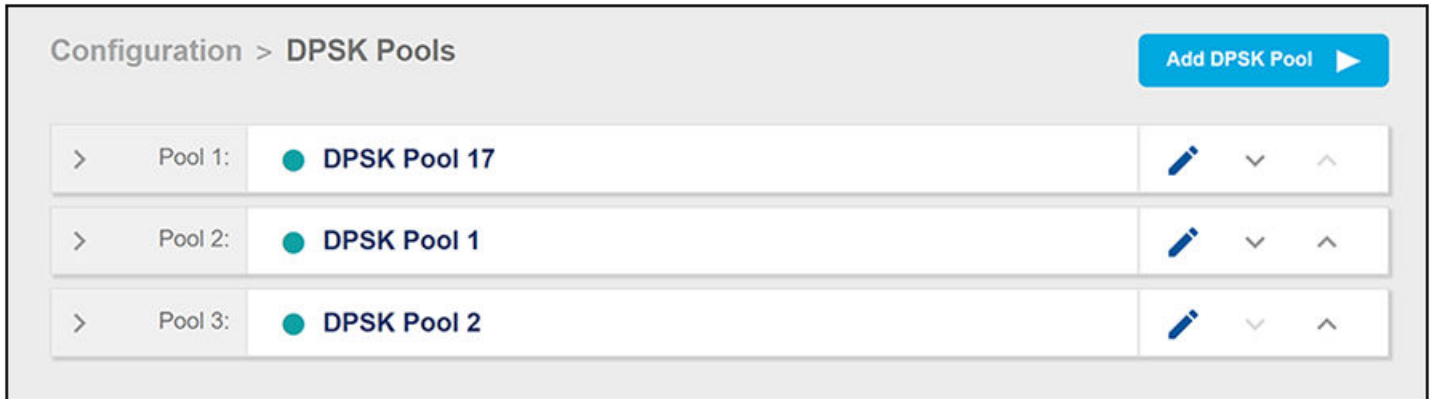 Configuration > DPSK Pools
Add DPSK Pool
Pool 1: DPSK Pool 17
Pool 2: DPSK Pool 1
Pool 3: DPSK Pool 2